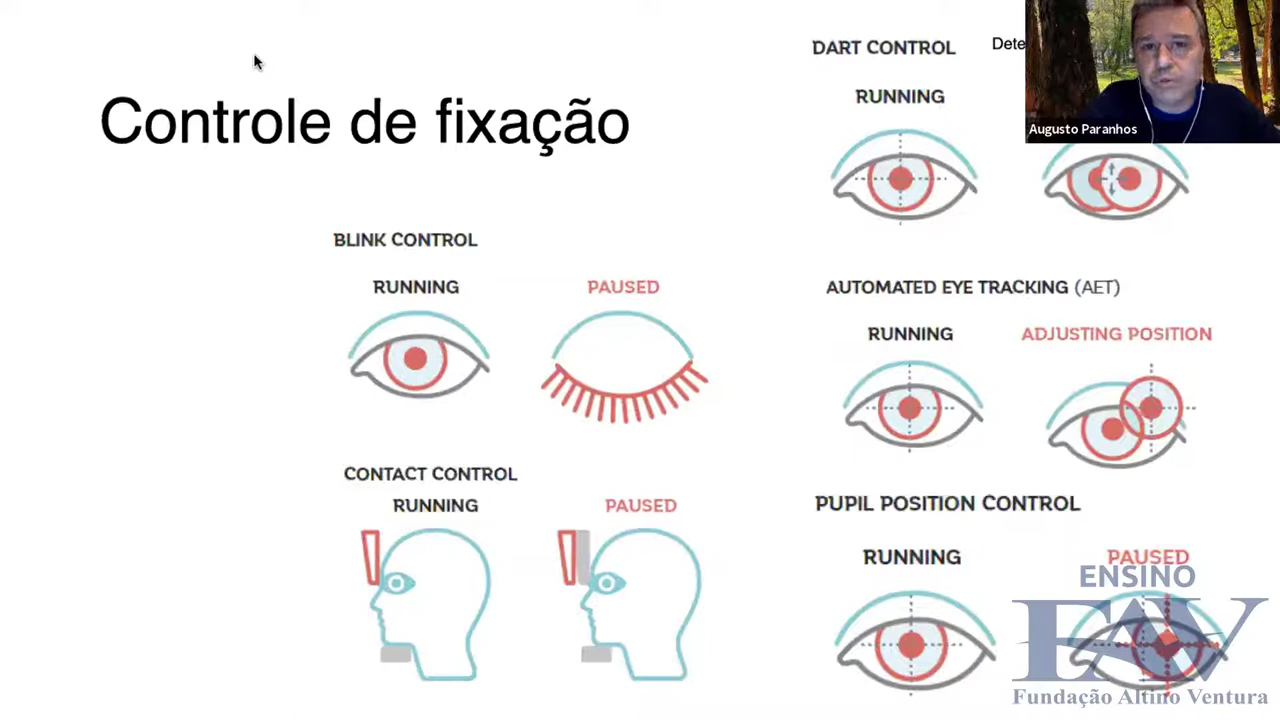 Controle de fixação
BLINK CONTROL
RUNNING
PAUSED
CONTACT CONTROL
RUNNING
PAUSED
DART CONTROL
Dete
RUNNING
AUTOMATED EYE TRACKING (AET)
RUNNING
ADJUSTING POSITION
PUPIL POSITION CONTROL
RUNNING
PAUSED
Augusto Paranhos
ENSINO
FAV
Fundação Altino Ventura